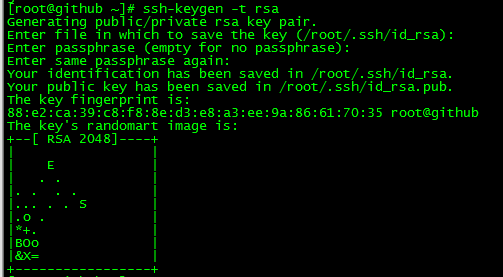 [root@github ~]# ssh-keygen -t rsa
Generating public/private rsa key pair.
Enter file in which to save the key (/root/.ssh/id_rsa):
Enter passphrase (empty for no passphrase):
Enter same passphrase again:
Your identification has been saved in /root/.ssh/id_rsa.
Your public key has been saved in /root/.ssh/id_rsa.pub.
The key fingerprint is:
88:e2:ca:39:c8:f8:8e:d3:e8:a3:ee:9a:86:61:70:35 root@github
The key's randomart image is:
+--[ RSA 2048]----+
|                 |
|    E            |
|   . .           |
|. .  . .         |
|... . . S        |
|.o .             |
|*+.              |
|BOo              |
|&X=              |
+-----------------+